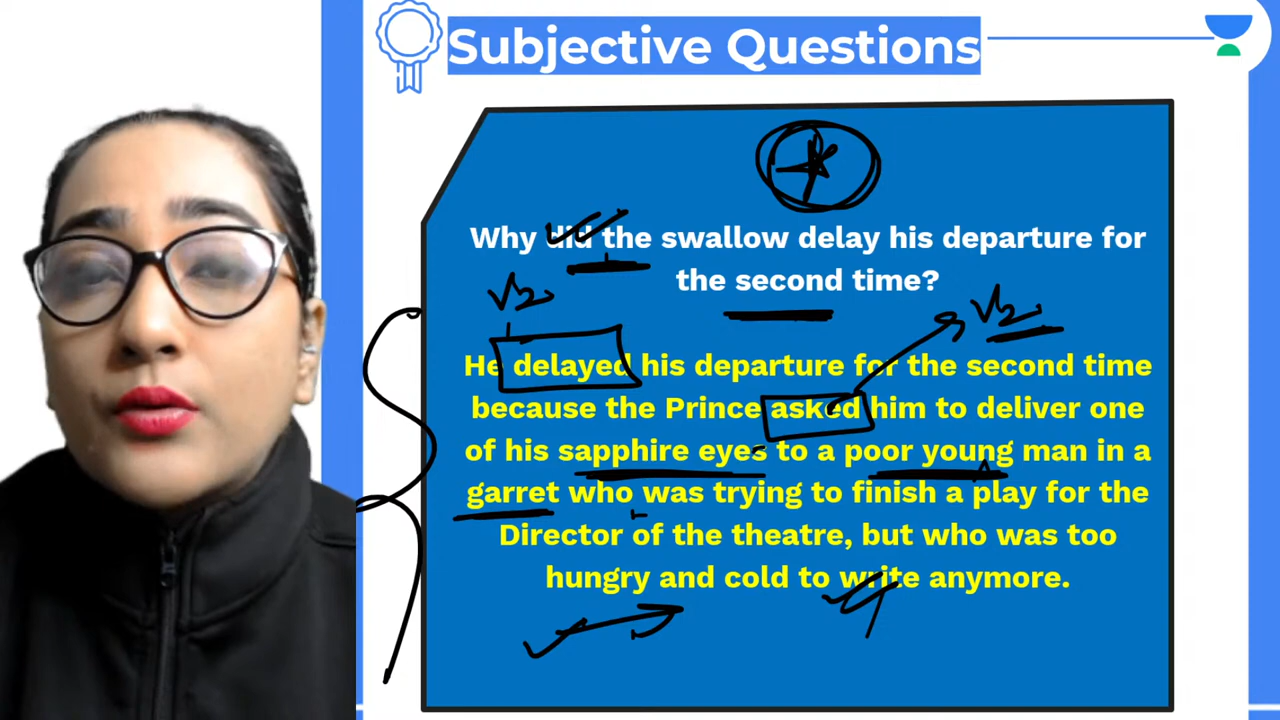 Subjective Questions
Why did the swallow delay his departure for
the second time?
V2
V2
He delayed his departure for the second time
because the Prince asked him to deliver one
of his sapphire eyes to a poor young man in a
garret who was trying to finish a play for the
Director of the theatre, but who was too
hungry and cold to write anymore.